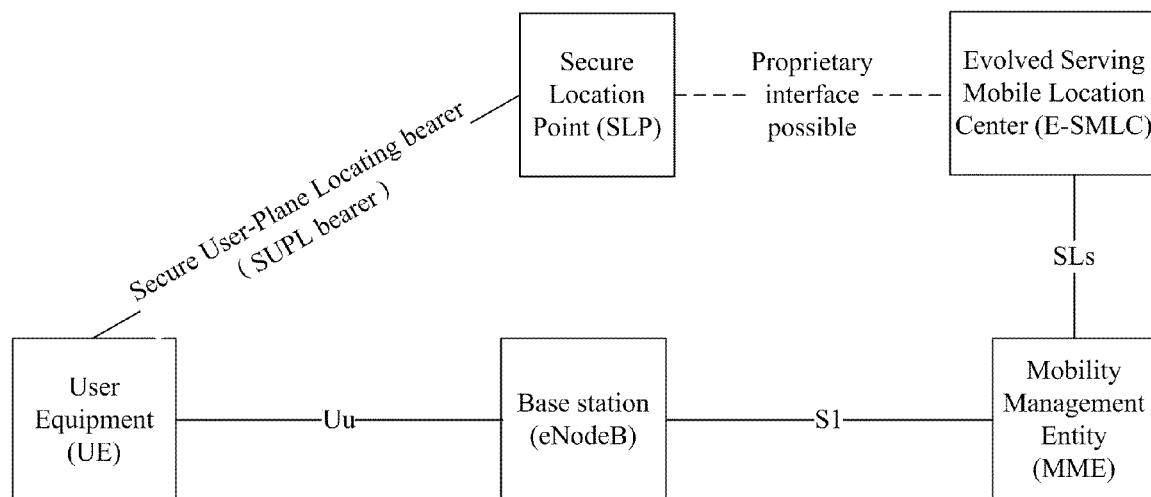 Secure
Location
Point (SLP)
Proprietary
interface
possible
Evolved Serving
Mobile Location
Center (E-SMLC)
Secure User-Plane Locating bearer
( SUPL bearer )
SLs
User
Equipment
(UE)
Uu
Base station
(eNodeB)
S1
Mobility
Management
Entity
(MME)